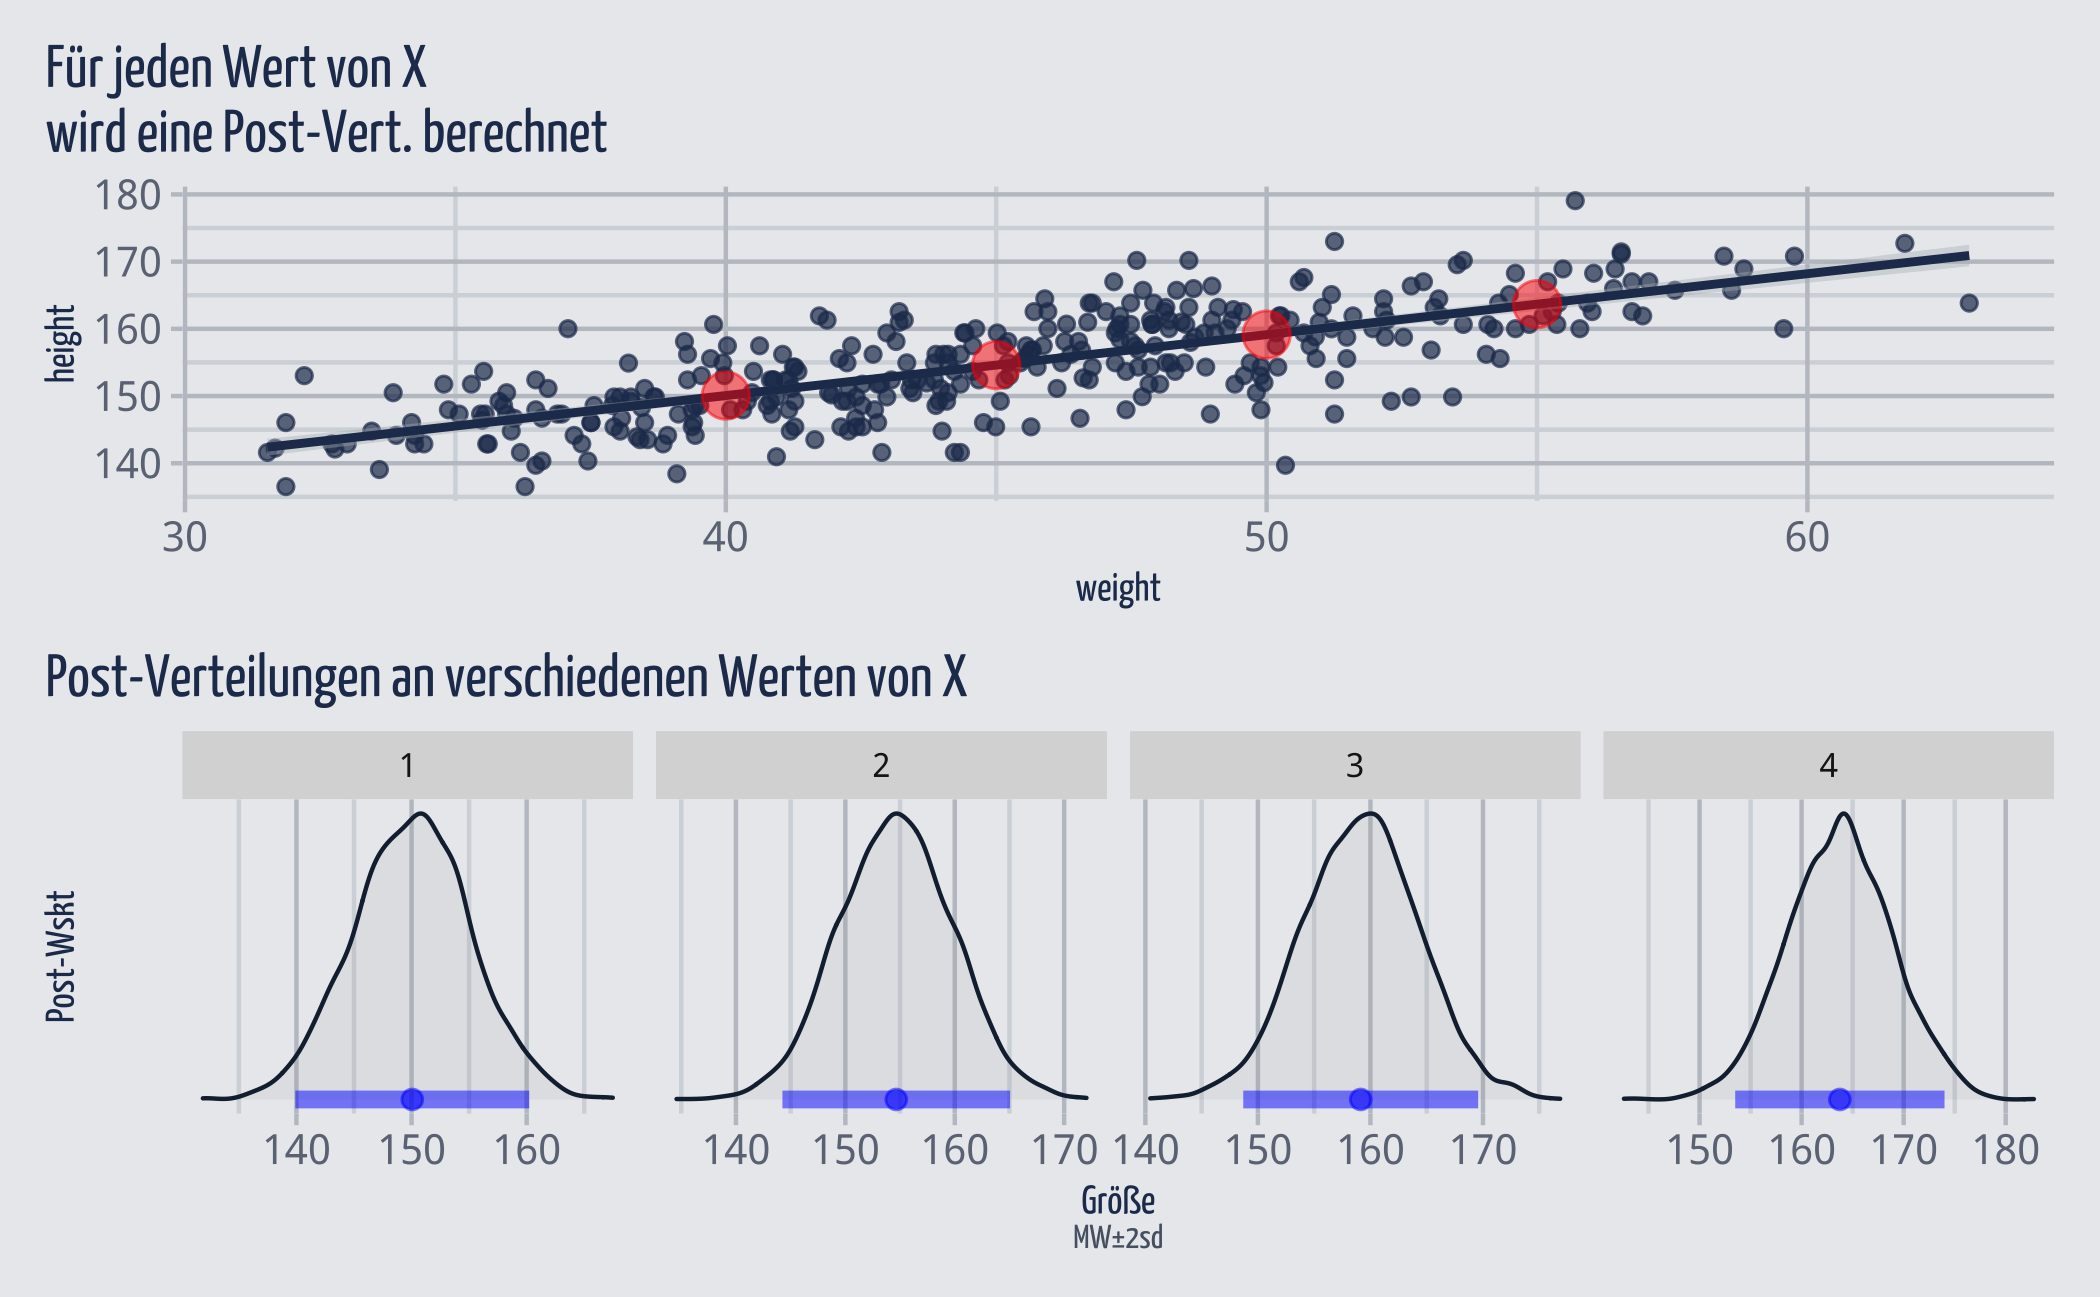 Für jeden Wert von X
wird eine Post-Vert. berechnet
180
170
160
150
140
height
30 40 50 60
weight
Post-Verteilungen an verschiedenen Werten von X
1 2 3 4
Post-Wskt
140 150 160 140 150 160 170 140 150 160 170 150 160 170 180
Größe
MW±2sd